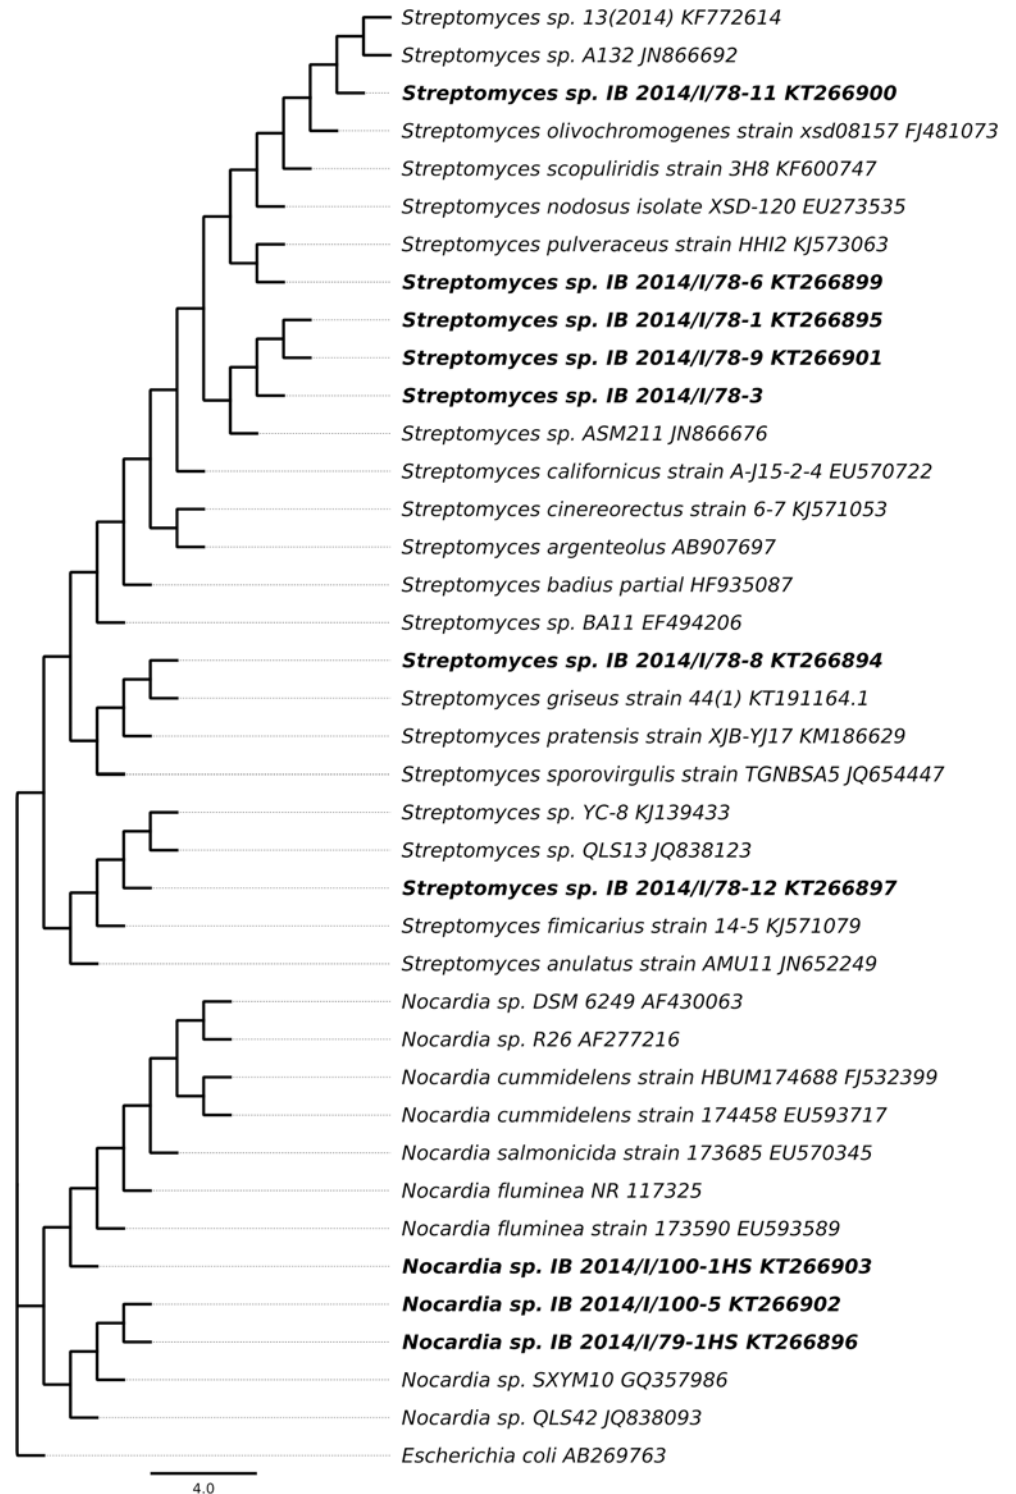 Streptomyces sp. 13(2014) KF772614
Streptomyces sp. A132 JN866692
Streptomyces sp. IB 2014/I/78-11 KT266900
Streptomyces olivochromogenes strain xsd08157 FJ481073
Streptomyces scopuliridis strain 3H8 KF600747
Streptomyces nodosus isolate XSD-120 EU273535
Streptomyces pulveraceus strain HHI2 KJ573063
Streptomyces sp. IB 2014/I/78-6 KT266899
Streptomyces sp. IB 2014/I/78-1 KT266895
Streptomyces sp. IB 2014/I/78-9 KT266901
Streptomyces sp. IB 2014/I/78-3
Streptomyces sp. ASM211 JN866676
Streptomyces californicus strain A-J15-2-4 EU570722
Streptomyces cinereorectus strain 6-7 KJ571053
Streptomyces argenteolus AB907697
Streptomyces badius partial HF935087
Streptomyces sp. BA11 EF494206
Streptomyces sp. IB 2014/I/78-8 KT266894
Streptomyces griseus strain 44(1) KT191164.1
Streptomyces pratensis strain XJB-YJ17 KM186629
Streptomyces sporovirgulis strain TGNBSA5 JQ654447
Streptomyces sp. YC-8 KJ139433
Streptomyces sp. QLS13 JQ838123
Streptomyces sp. IB 2014/I/78-12 KT266897
Streptomyces fimicarius strain 14-5 KJ571079
Streptomyces anulatus strain AMU11 JN652249
Nocardia sp. DSM 6249 AF430063
Nocardia sp. R26 AF277216
Nocardia cummidelens strain HBUM174688 FJ532399
Nocardia cummidelens strain 174458 EU593717
Nocardia salmonicida strain 173685 EU570345
Nocardia fluminea NR 117325
Nocardia fluminea strain 173590 EU593589
Nocardia sp. IB 2014/I/100-1HS KT266903
Nocardia sp. IB 2014/I/100-5 KT266902
Nocardia sp. IB 2014/I/79-1HS KT266896
Nocardia sp. SXYM10 GQ357986
Nocardia sp. QLS42 JQ838093
Escherichia coli AB269763
4.0